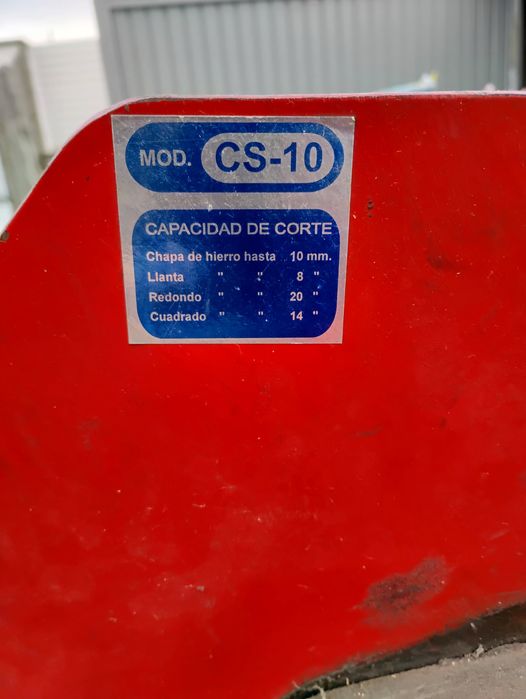 MOD. CS-10
CAPACIDAD DE CORTE
Chapa de hierro hasta 10 mm.
Llanta " " 8 "
Redondo " " 20 "
Cuadrado " " 14 "